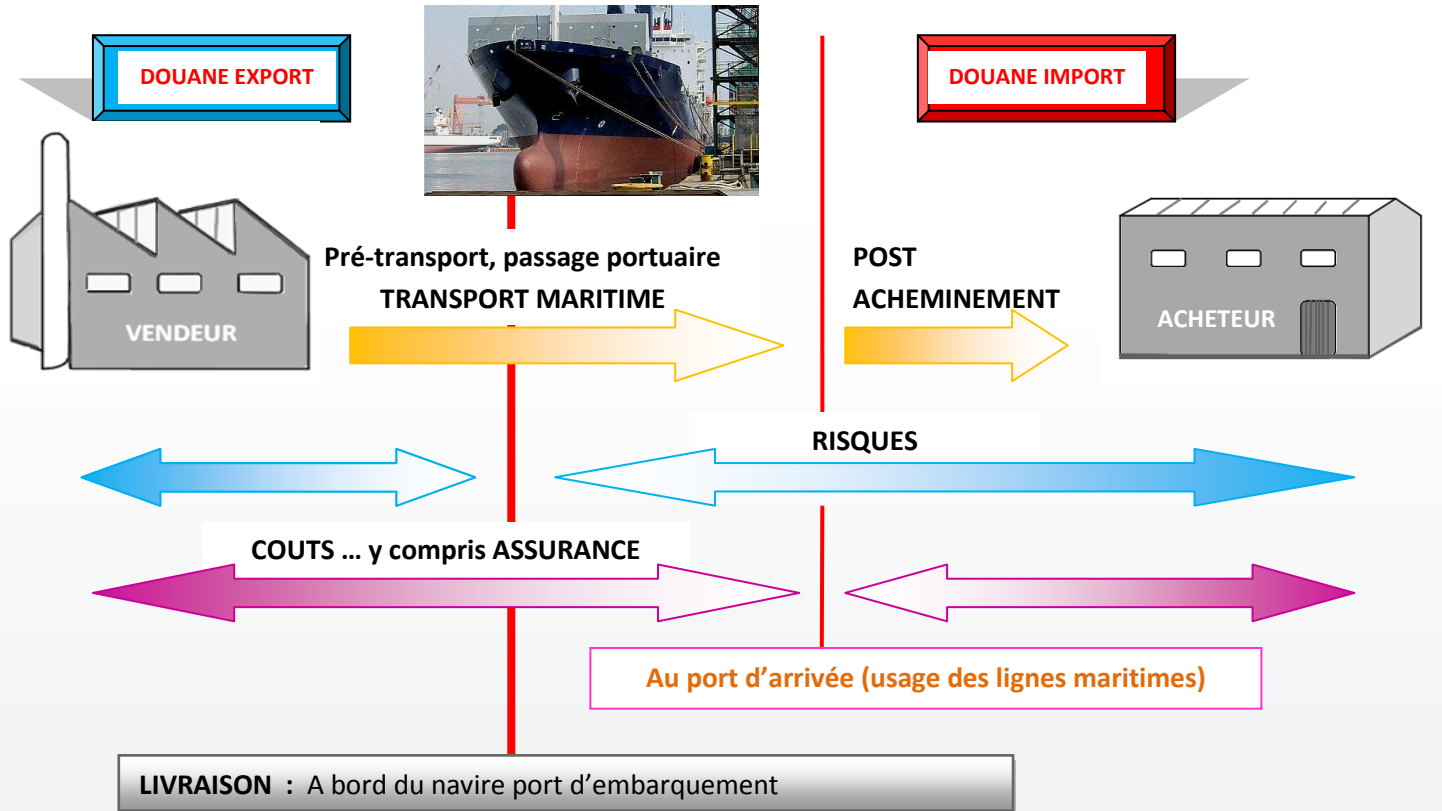 DOUANE EXPORT
DOUANE IMPORT
Pré-transport, passage portuaire
TRANSPORT MARITIME
POST
ACHEMINEMENT
VENDEUR
ACHETEUR
RISQUES
COUTS … y compris ASSURANCE
Au port d’arrivée (usage des lignes maritimes)
LIVRAISON : A bord du navire port d’embarquement